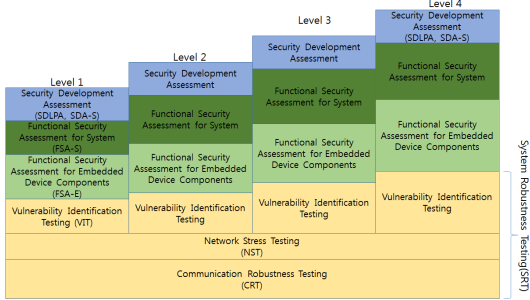 Level 1
Security Development
Assessment
(SDLPA, SDA-S)
Functional Security
Assessment for System
(FSA-S)
Functional Security
Assessment for Embedded
Device Components
(FSA-E)
Vulnerability Identification
Testing (VIT)
Level 2
Security Development
Assessment
Functional Security
Assessment for System
Functional Security
Assessment for Embedded
Device Components
Vulnerability Identification
Testing
Level 3
Security Development
Assessment
Functional Security
Assessment for System
Functional Security
Assessment for Embedded
Device Components
Vulnerability Identification
Testing
Level 4
Security Development
Assessment
(SDLPA, SDA-S)
Functional Security
Assessment for System
Functional Security
Assessment for Embedded
Device Components
Vulnerability Identification
Testing
Network Stress Testing
(NST)
Communication Robustness Testing
(CRT)
System Robustness Testing(SRT)